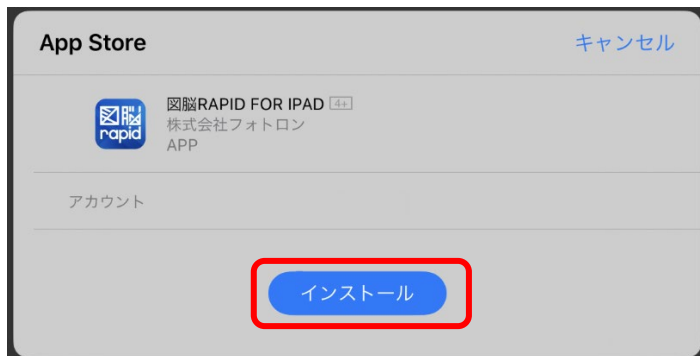 App Store
キャンセル
図脳
rapid
図脳RAPID FOR IPAD 4+
株式会社フォトロン
APP
アカウント
インストール